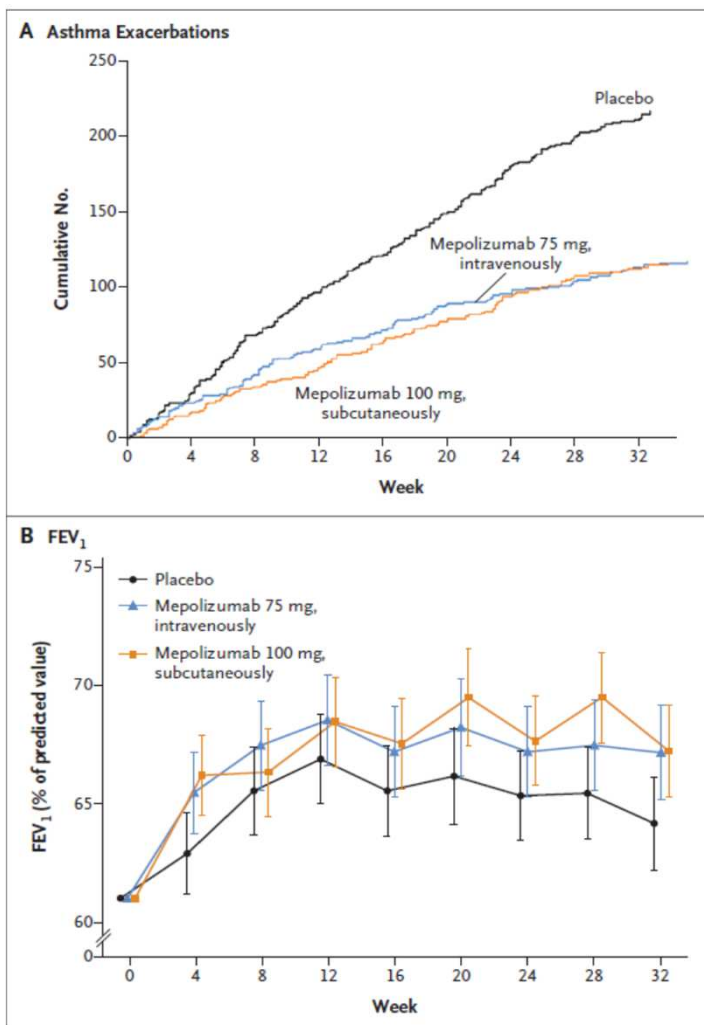 A Asthma Exacerbations
250
200
150
100
50
0
Cumulative No.
Placebo
Mepolizumab 75 mg,
intravenously
Mepolizumab 100 mg,
subcutaneously
0 4 8 12 16 20 24 28 32
Week
B FEV1
75
70
65
60
0
FEV1 (% of predicted value)
Placebo
Mepolizumab 75 mg,
intravenously
Mepolizumab 100 mg,
subcutaneously
0 4 8 12 16 20 24 28 32
Week